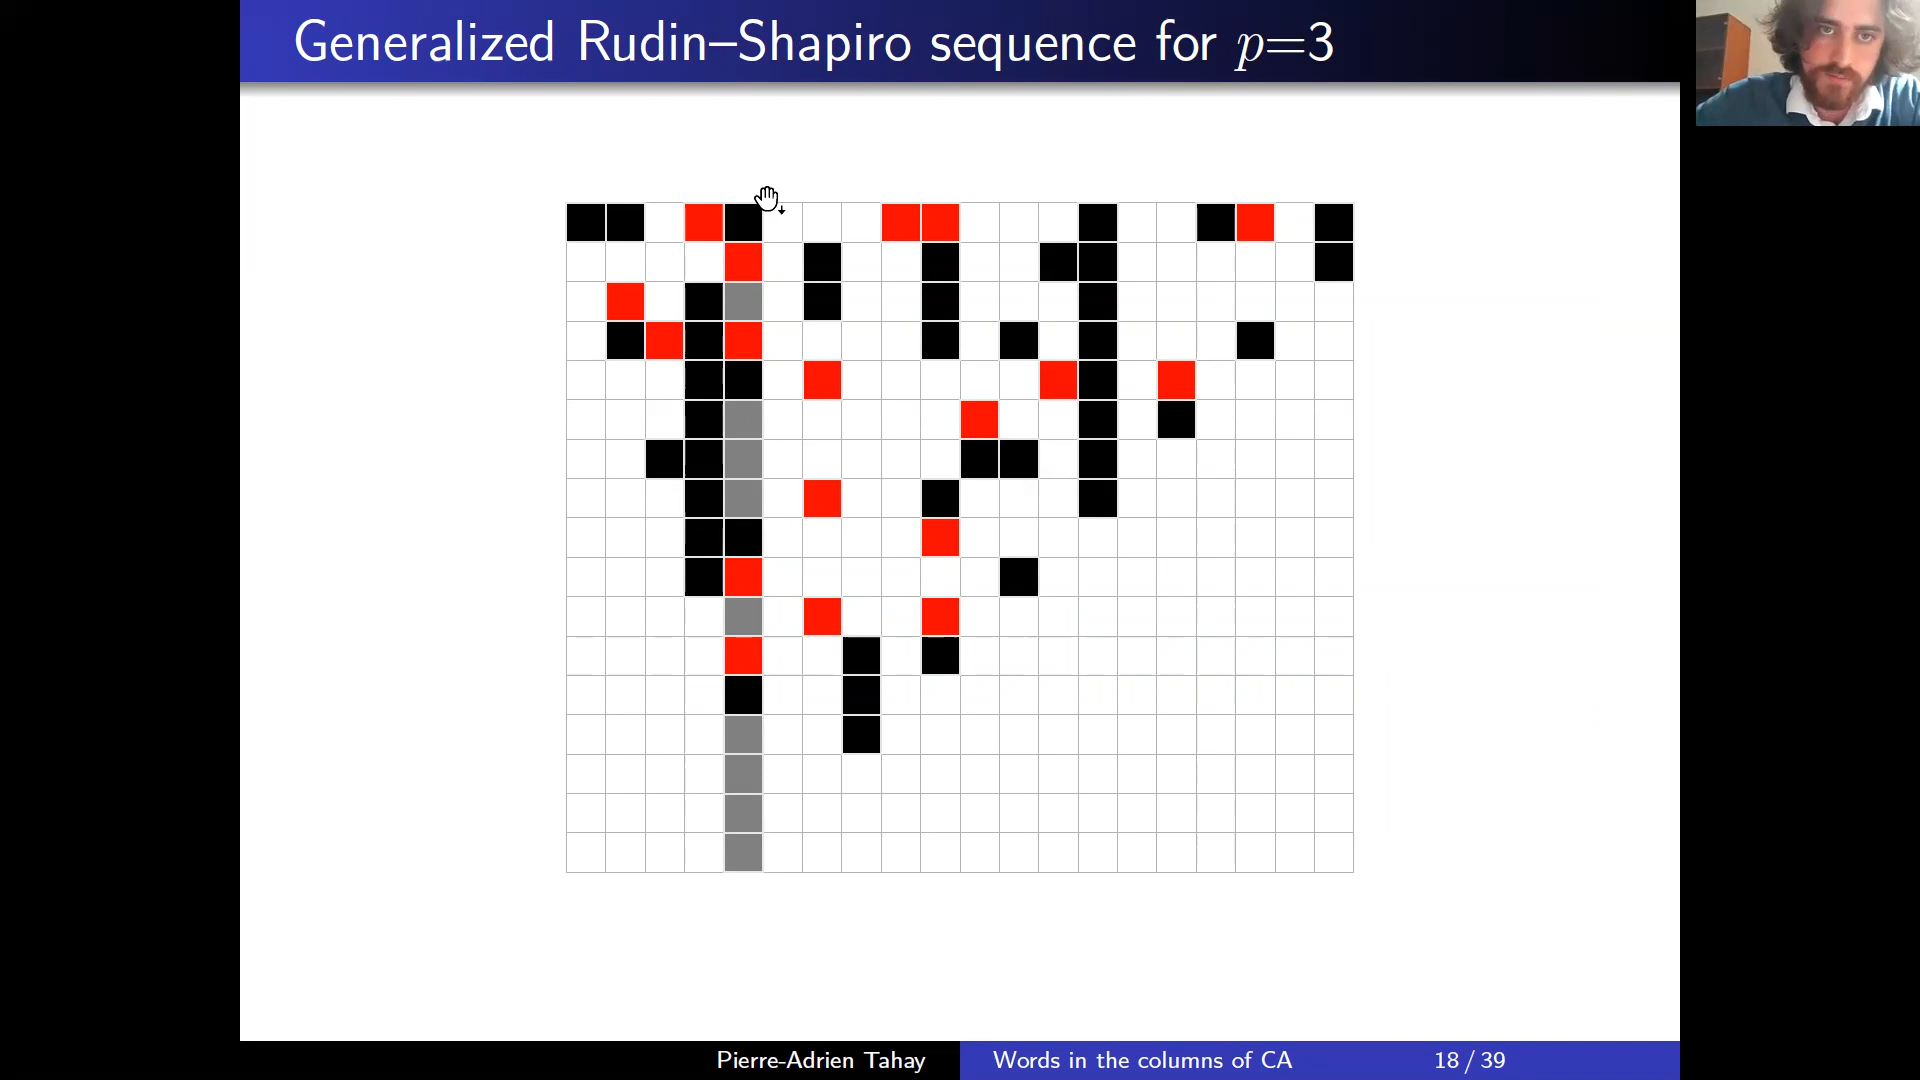 Generalized Rudin–Shapiro sequence for p=3
Pierre-Adrien Tahay
Words in the columns of CA
18 / 39